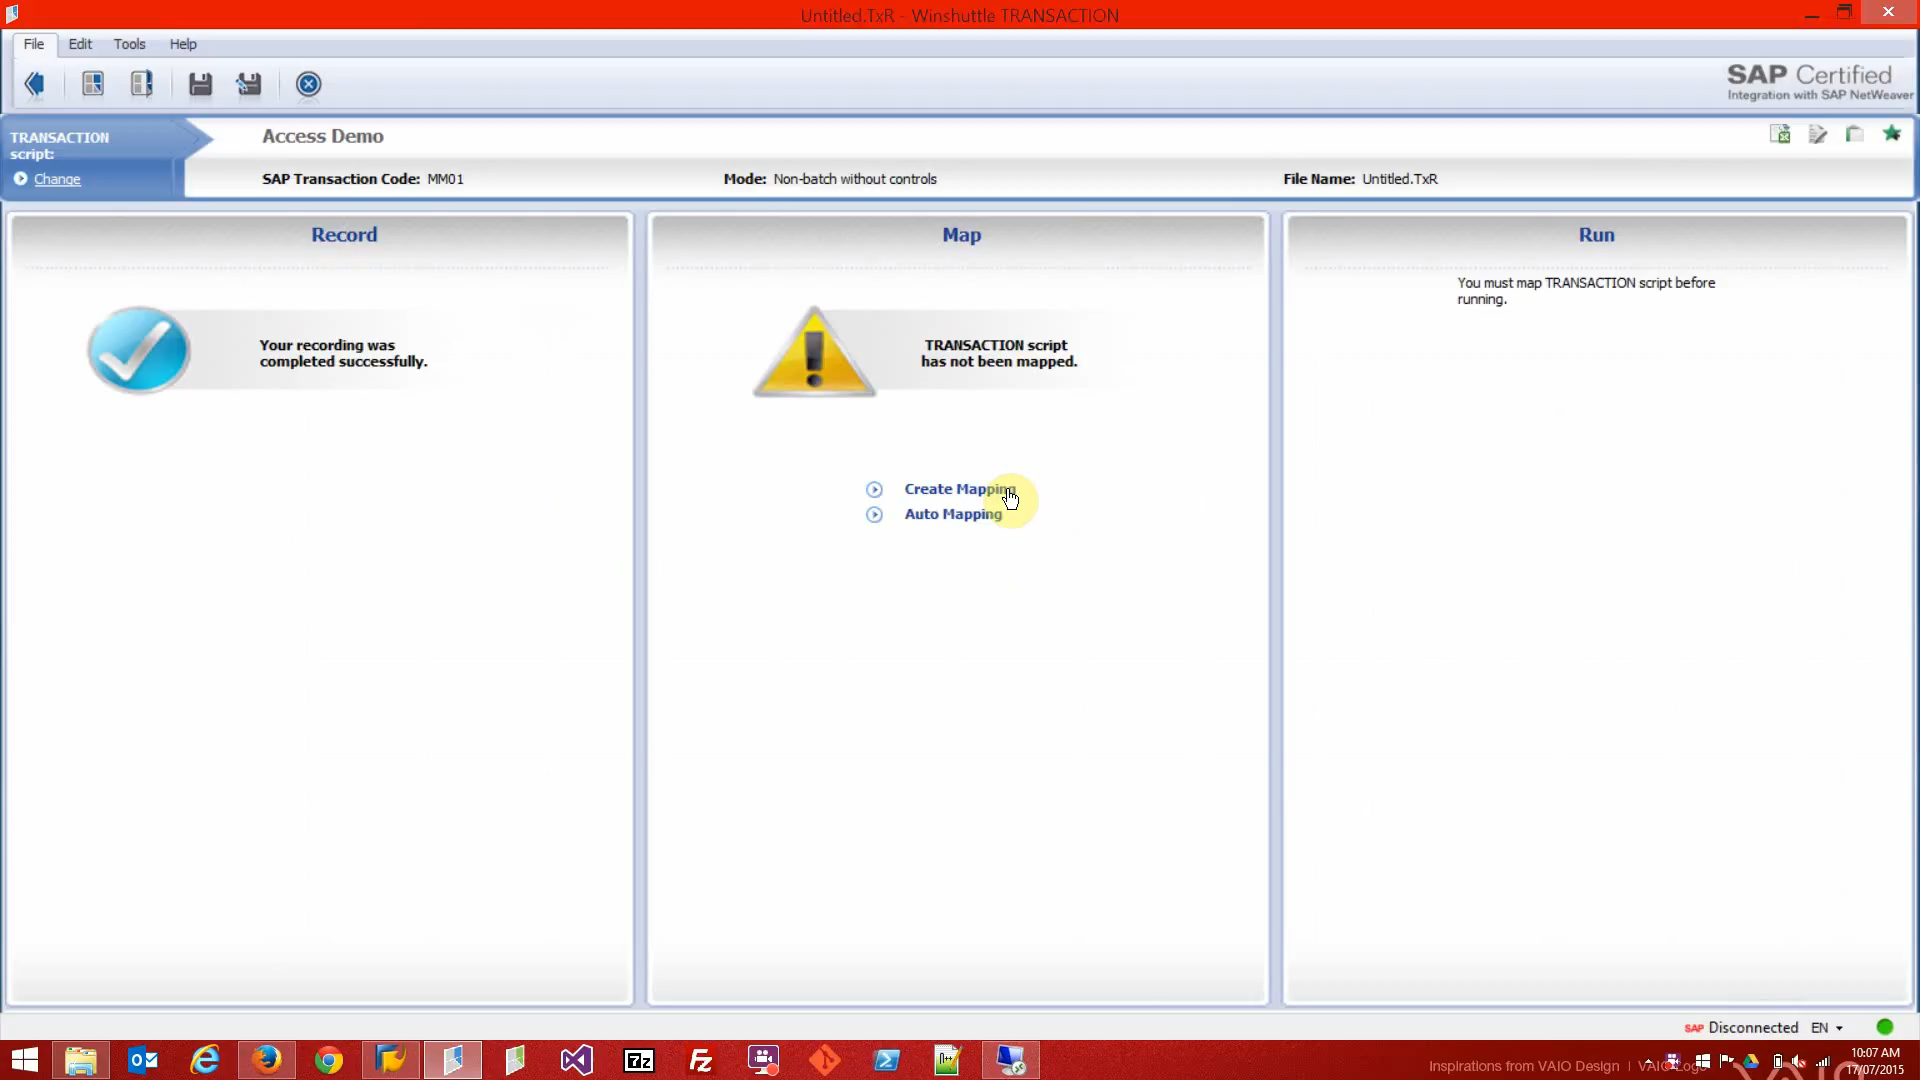 Untitled.TxR - Winshuttle TRANSACTION
File Edit Tools Help
SAP Certified
Integration with SAP NetWeaver
TRANSACTION
script:
Change
Access Demo
SAP Transaction Code: MM01
Mode: Non-batch without controls
File Name: Untitled.TxR
Record
Your recording was
completed successfully.
Map
TRANSACTION script
has not been mapped.
Create Mapping
Auto Mapping
Run
You must map TRANSACTION script before
running.
SAP Disconnected EN
Inspirations from VAIO Design | VAIO
10:07 AM
17/07/2015